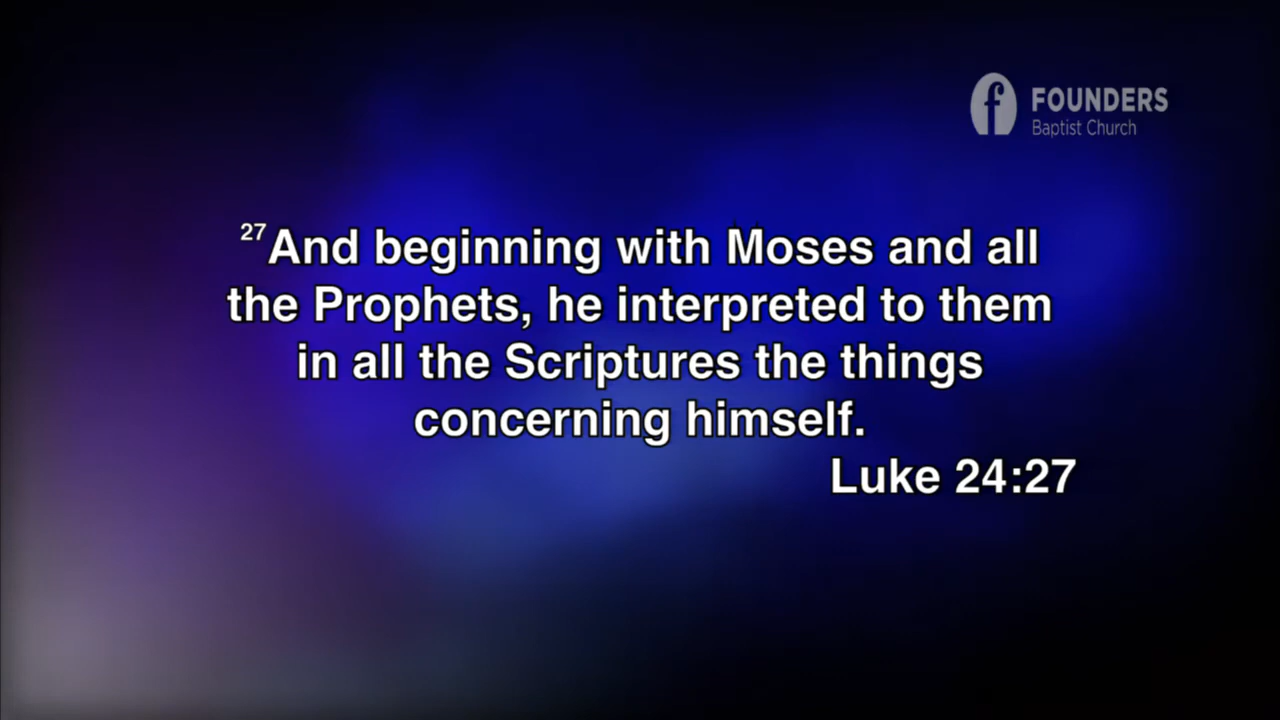 FOUNDERS
Baptist Church
27And beginning with Moses and all
the Prophets, he interpreted to them
in all the Scriptures the things
concerning himself.
Luke 24:27